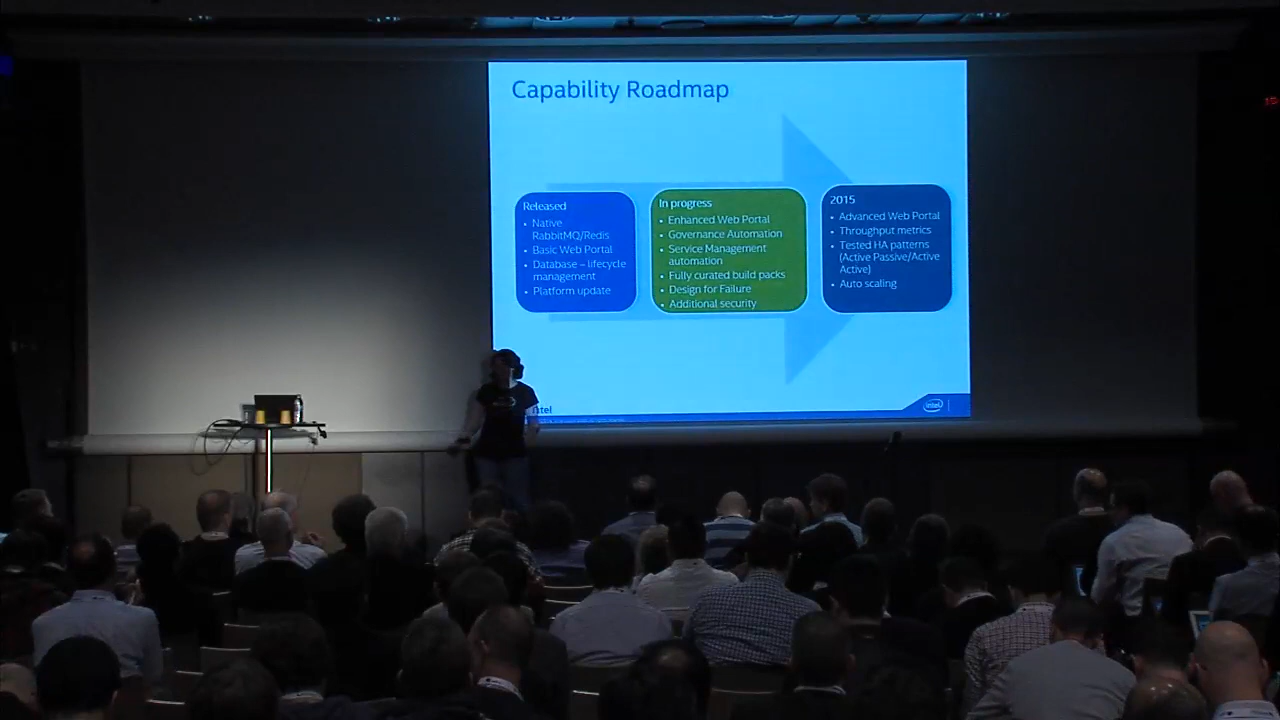 Capability Roadmap
Released
• Native
RabbitMQ/Redis
• Basic Web Portal
• Database – lifecycle
management
• Platform update
In progress
• Enhanced Web Portal
• Governance Automation
• Service Management
automation
• Fully curated build packs
• Design for Failure
• Additional security
2015
• Advanced Web Portal
• Throughput metrics
• Tested HA patterns
(Active Passive/Active
Active)
• Auto scaling
intel